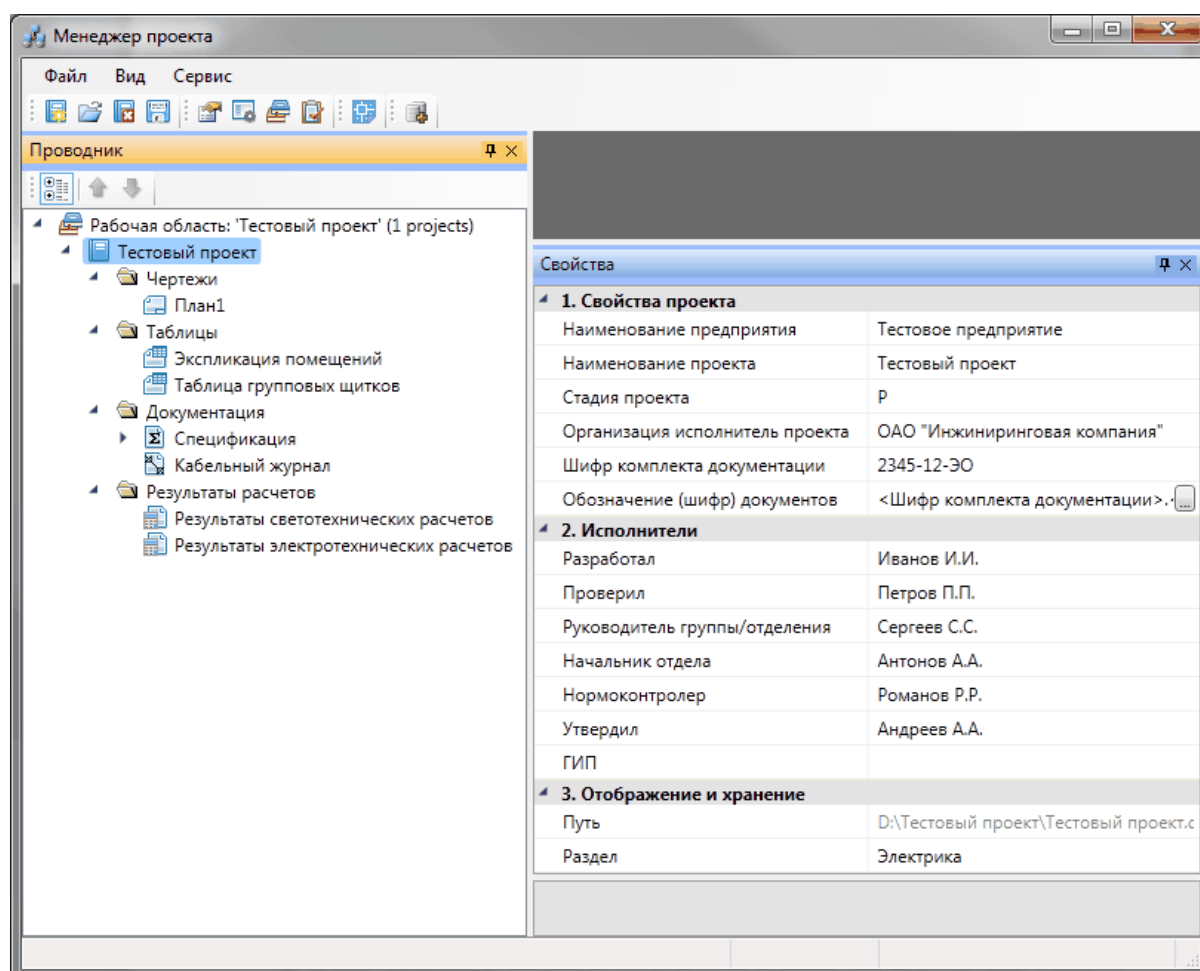 Менеджер проекта
Файл Вид Сервис
Проводник
Рабочая область: 'Тестовый проект' (1 projects)
Тестовый проект
Чертежи
План1
Таблицы
Экспликация помещений
Таблица групповых щитков
Документация
Спецификация
Кабельный журнал
Результаты расчетов
Результаты светотехнических расчетов
Результаты электротехнических расчетов
Свойства
1. Свойства проекта
Наименование предприятия Тестовое предприятие
Наименование проекта Тестовый проект
Стадия проекта Р
Организация исполнитель проекта ОАО "Инжиниринговая компания"
Шифр комплекта документации 2345-12-ЭО
Обозначение (шифр) документов <Шифр комплекта документации>. ...
2. Исполнители
Разработал Иванов И.И.
Проверил Петров П.П.
Руководитель группы/отделения Сергеев С.С.
Начальник отдела Антонов А.А.
Нормоконтролер Романов Р.Р.
Утвердил Андреев А.А.
ГИП
3. Отображение и хранение
Путь D:\Тестовый проект\Тестовый проект.c
Раздел Электрика